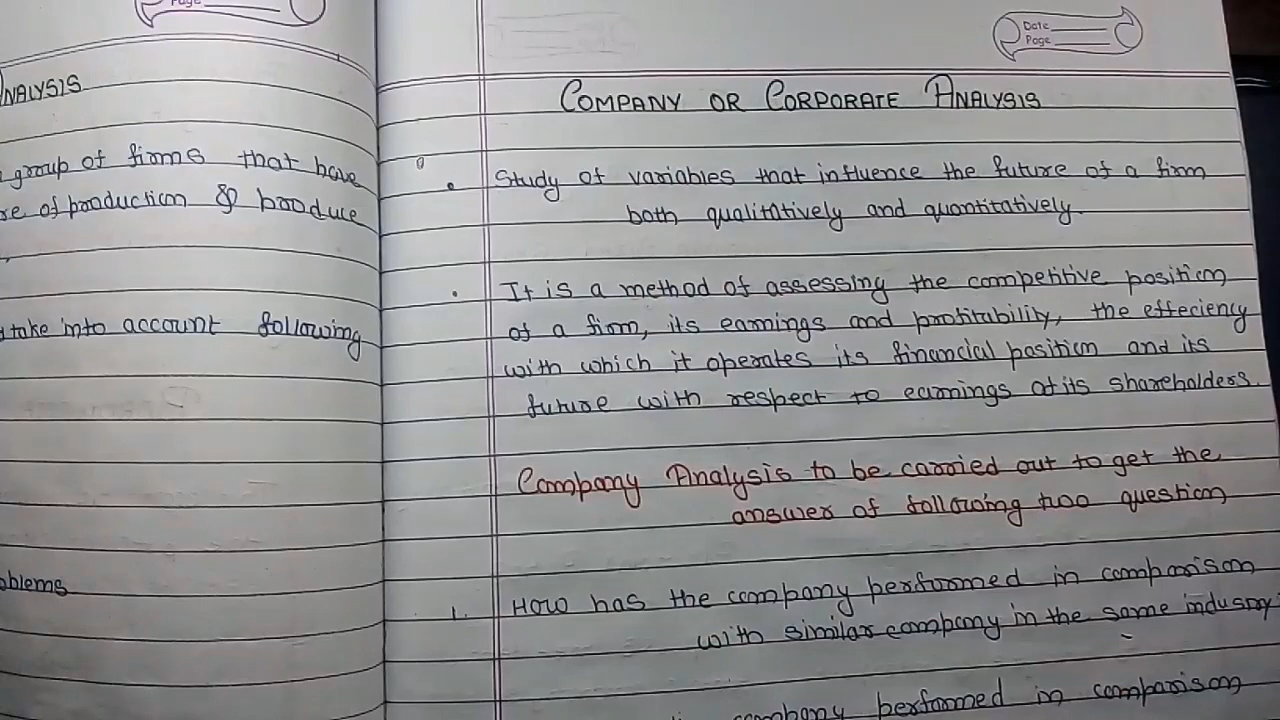 Page
NALYSIS
group of firms that have
re of production & produce
take into account following
oblems
Date
Page
COMPANY OR CORPORATE ANALYSIS
• Study of variables that influence the future of a firm
both qualitatively and quantitatively.
• It is a method of assessing the competitive position
of a firm, its earnings and profitability, the effeciency
with which it operates its financial position and its
future with respect to earnings of its shareholders.
Company Analysis to be carried out to get the
answer of following two question
1. How has the company performed in comparison
with similar company in the same industry
company performed in comparison